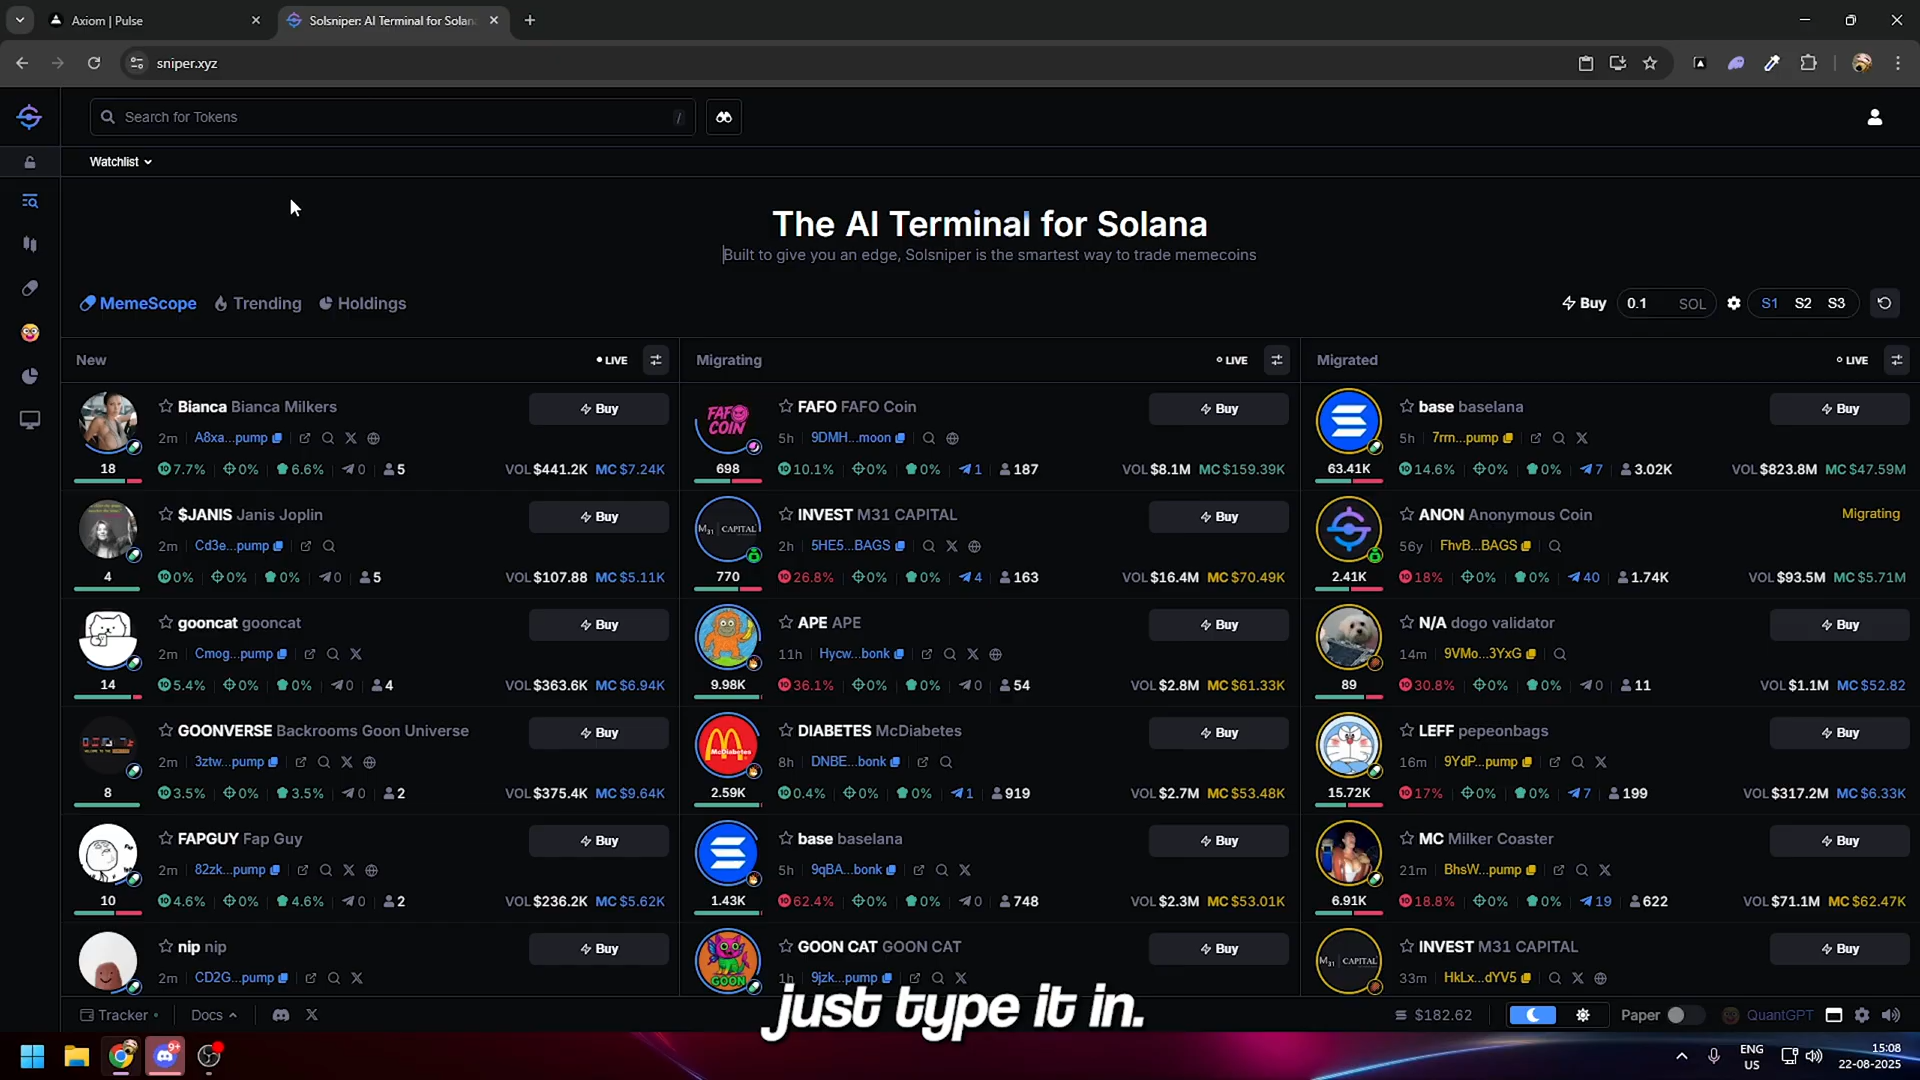 Axiom | Pulse
Solsniper: AI Terminal for Solan
sniper.xyz
Search for Tokens /
Watchlist
The AI Terminal for Solana
Built to give you an edge, Solsniper is the smartest way to trade memecoins
MemeScope Trending Holdings
Buy 0.1 SOL S1 S2 S3
New LIVE
Bianca Bianca Milkers Buy
2m A8xa...pump
18 7.7% 0% 6.6% 0 5 VOL $441.2K MC $7.24K
$JANIS Janis Joplin Buy
2m Cd3e...pump
4 0% 0% 0% 0 5 VOL $107.88 MC $5.11K
gooncat gooncat Buy
2m Cmog...pump
14 5.4% 0% 0% 0 4 VOL $363.6K MC $6.94K
GOONVERSE Backrooms Goon Universe Buy
2m 3ztw...pump
8 3.5% 0% 3.5% 0 2 VOL $375.4K MC $9.64K
FAPGUY Fap Guy Buy
2m 82zk...pump
10 4.6% 0% 4.6% 0 2 VOL $236.2K MC $5.62K
nip nip Buy
2m CD2G...pump
Migrating LIVE
FAFO COIN
FAFO FAFO Coin Buy
5h 9DMH...moon
698 10.1% 0% 0% 1 187 VOL $8.1M MC $159.39K
M31 | CAPITAL
INVEST M31 CAPITAL Buy
2h 5HE5...BAGS
770 26.8% 0% 0% 4 163 VOL $16.4M MC $70.49K
APE APE Buy
11h Hycw...bonk
9.98K 36.1% 0% 0% 0 54 VOL $2.8M MC $61.33K
McDiabetes
DIABETES McDiabetes Buy
8h DNBE...bonk
2.59K 0.4% 0% 0% 1 919 VOL $2.7M MC $53.48K
base baselana Buy
5h 9qBA...bonk
1.43K 62.4% 0% 0% 0 748 VOL $2.3M MC $53.01K
GOON
GOON CAT GOON CAT Buy
1h 9jzk...pump
Migrated LIVE
base baselana Buy
5h 7rrn...pump
63.41K 14.6% 0% 0% 7 3.02K VOL $823.8M MC $47.59M
ANON Anonymous Coin Migrating
56y FhvB...BAGS
2.41K 18% 0% 0% 40 1.74K VOL $93.5M MC $5.71M
N/A dogo validator Buy
14m 9VMo...3YxG
89 30.8% 0% 0% 0 11 VOL $1.1M MC $52.82
LEFF pepeonbags Buy
16m 9YdP...pump
15.72K 17% 0% 0% 7 199 VOL $317.2M MC $6.33K
MC Milker Coaster Buy
21m BhsW...pump
6.91K 18.8% 0% 0% 19 622 VOL $71.1M MC $62.47K
M31 | CAPITAL
INVEST M31 CAPITAL Buy
33m HkLx...dYV5
just type it in.
Tracker Docs $182.62 Paper QuantGPT
9+
ENG
US
15:08
22-08-2025